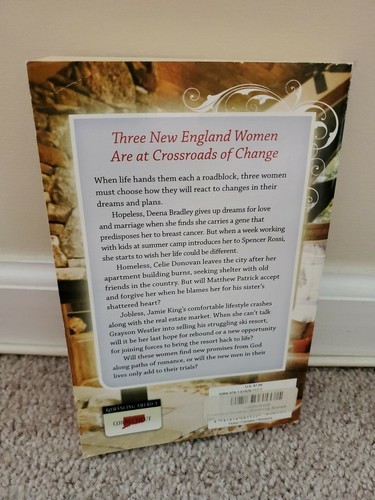 Three New England Women
Are at Crossroads of Change
When life hands them each a roadblock, three women
must choose how they will react to changes in their
dreams and plans.
Hopeless, Deena Bradley gives up dreams for love
and marriage when she finds she carries a gene that
predisposes her to breast cancer. But when a week working
with kids at summer camp introduces her to Spencer Rossi,
she starts to wish her life could be different.
Homeless, Celie Donovan leaves the city after her
apartment building burns, seeking shelter with old
friends in the country. But will Matthew Patrick accept
and forgive her when he blames her for his sister's
shattered heart?
Jobless, Jamie King's comfortable lifestyle crashes
along with the real estate market. When she can't talk
Grayson Westler into selling his struggling ski resort,
will it be her last hope for rebound or a new opportunity
for joining forces to bring the resort back to life?
Will these women find new promises from God
along paths of romance, or will the new men in their
lives only add to their trials?
ROMANCING AMERICA